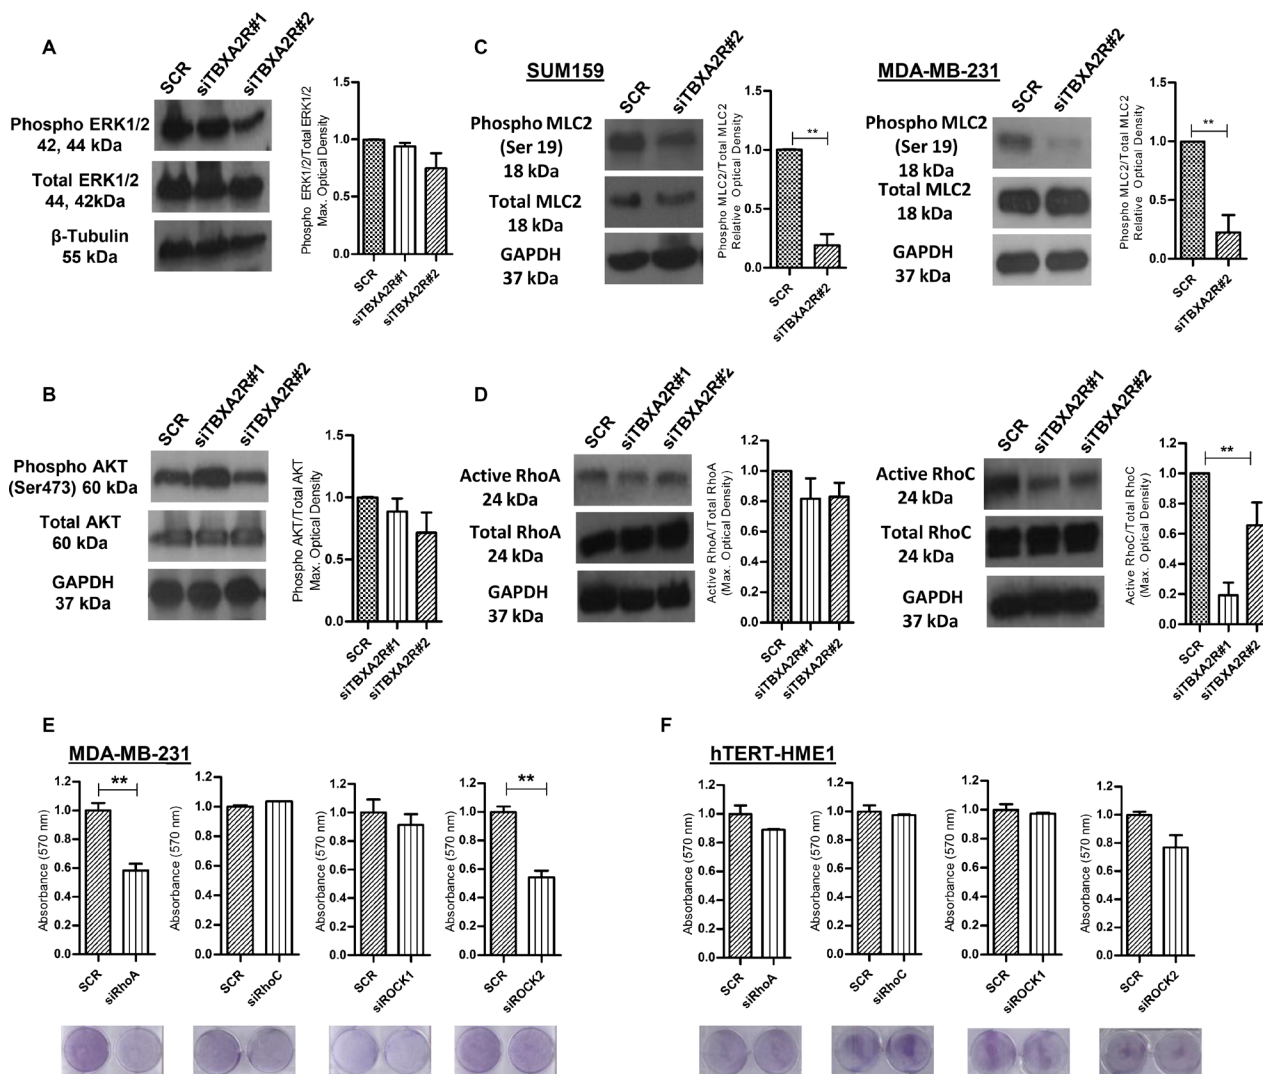 A
SCR
siTBXA2R#1
siTBXA2R#2
Phospho ERK1/2
42, 44 kDa
Total ERK1/2
44, 42kDa
β-Tubulin
55 kDa
Phospho ERK1/2/Total ERK1/2
Max. Optical Density
1.5
1.0
0.5
0.0
SCR
siTBXA2R#1
siTBXA2R#2
C
SUM159
SCR
siTBXA2R#2
Phospho MLC2
(Ser 19)
18 kDa
Total MLC2
18 kDa
GAPDH
37 kDa
Phospho MLC2/Total MLC2
Relative Optical Density
1.5
1.0
0.5
0.0
**
SCR
siTBXA2R#2
MDA-MB-231
SCR
siTBXA2R#2
Phospho MLC2
(Ser 19)
18 kDa
Total MLC2
18 kDa
GAPDH
37 kDa
Phospho MLC2/Total MLC2
Relative Optical Density
1.5
1.0
0.5
0.0
**
SCR
siTBXA2R#2
B
SCR
siTBXA2R#1
siTBXA2R#2
Phospho AKT
(Ser473) 60 kDa
Total AKT
60 kDa
GAPDH
37 kDa
Phospho AKT/Total AKT
Max. Optical Density
1.5
1.0
0.5
0.0
SCR
siTBXA2R#1
siTBXA2R#2
D
SCR
siTBXA2R#1
siTBXA2R#2
Active RhoA
24 kDa
Total RhoA
24 kDa
GAPDH
37 kDa
Active RhoA/Total RhoA
(Max. Optical Density)
1.2
1.0
0.8
0.6
0.4
0.2
0.0
SCR
siTBXA2R#1
siTBXA2R#2
SCR
siTBXA2R#1
siTBXA2R#2
Active RhoC
24 kDa
Total RhoC
24 kDa
GAPDH
37 kDa
Active RhoC/Total RhoC
(Max. Optical Density)
1.2
1.0
0.8
0.6
0.4
0.2
0.0
**
SCR
siTBXA2R#1
siTBXA2R#2
E
MDA-MB-231
Absorbance (570 nm)
1.2
1.0
0.8
0.6
0.4
0.2
0.0
**
SCR
siRhoA
Absorbance (570 nm)
1.2
1.0
0.8
0.6
0.4
0.2
0.0
SCR
siRhoC
Absorbance (570 nm)
1.2
1.0
0.8
0.6
0.4
0.2
0.0
SCR
siROCK1
Absorbance (570 nm)
1.2
1.0
0.8
0.6
0.4
0.2
0.0
**
SCR
siROCK2
F
hTERT-HME1
Absorbance (570 nm)
1.2
1.0
0.8
0.6
0.4
0.2
0.0
SCR
siRhoA
Absorbance (570 nm)
1.2
1.0
0.8
0.6
0.4
0.2
0.0
SCR
siRhoC
Absorbance (570 nm)
1.2
1.0
0.8
0.6
0.4
0.2
0.0
SCR
siROCK1
Absorbance (570 nm)
1.2
1.0
0.8
0.6
0.4
0.2
0.0
SCR
siROCK2